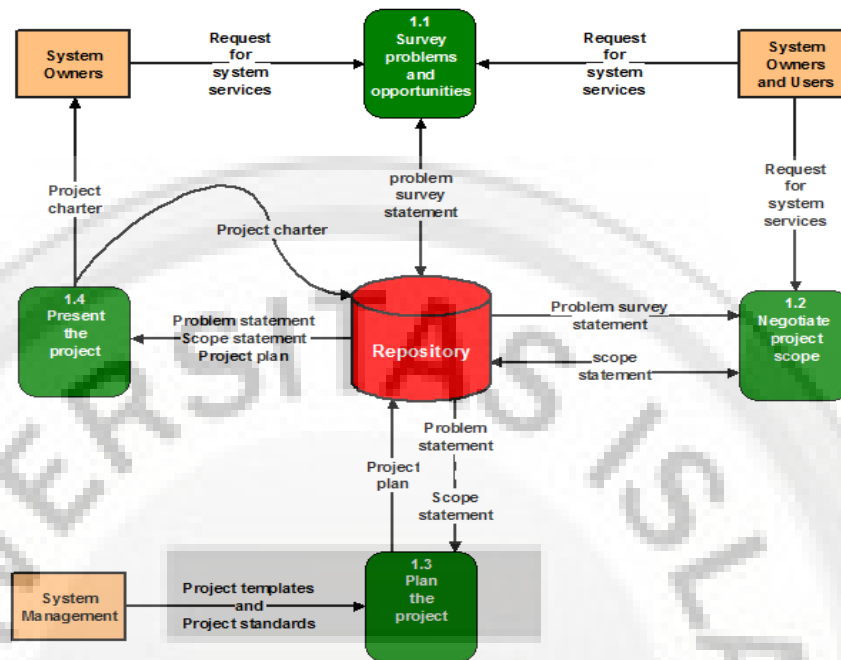 1.1
Survey
problems
and
opportunities
System
Owners
Request
for
system
services
Request
for
system
services
System
Owners
and Users
Project
charter
problem
survey
statement
Request
for
system
services
Project charter
1.4
Present
the
project
Problem statement
Scope statement
Project plan
Repository
Problem survey
statement
scope
statement
1.2
Negotiate
project
scope
Project
plan
Problem
statement
Scope
statement
1.3
Plan
the
project
System
Management
Project templates
and
Project standards
VERSITAS ISLA